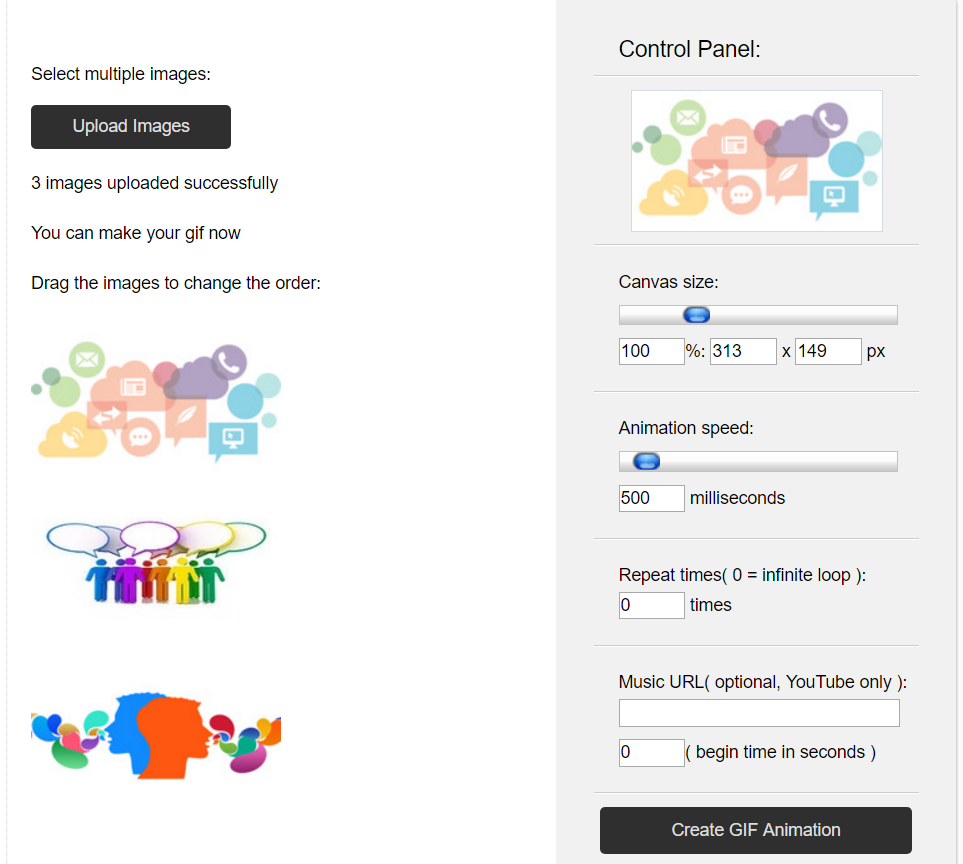 Select multiple images:
Upload Images
3 images uploaded successfully
You can make your gif now
Drag the images to change the order:
Control Panel:
Canvas size:
100 %: 313 x 149 px
Animation speed:
500 milliseconds
Repeat times( 0 = infinite loop ):
0 times
Music URL( optional, YouTube only ):
0 ( begin time in seconds )
Create GIF Animation